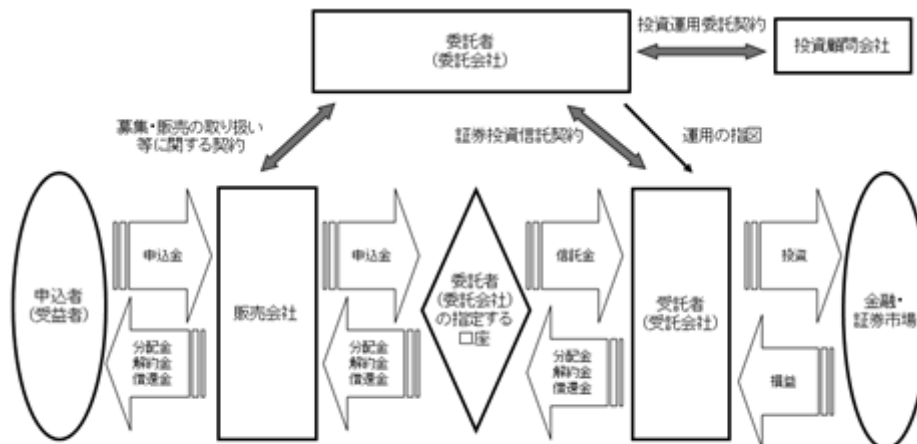 委託者
(委託会社)
投資運用委託契約
投資顧問会社
募集・販売の取り扱い
等に関する契約
証券投資信託契約
運用の指図
申込者
(受益者)
申込金
分配金
解約金
償還金
販売会社
申込金
分配金
解約金
償還金
委託者
(委託会社)
の指定する
口座
信託金
分配金
解約金
償還金
受託者
(受託会社)
投資
損益
金融・
証券市場